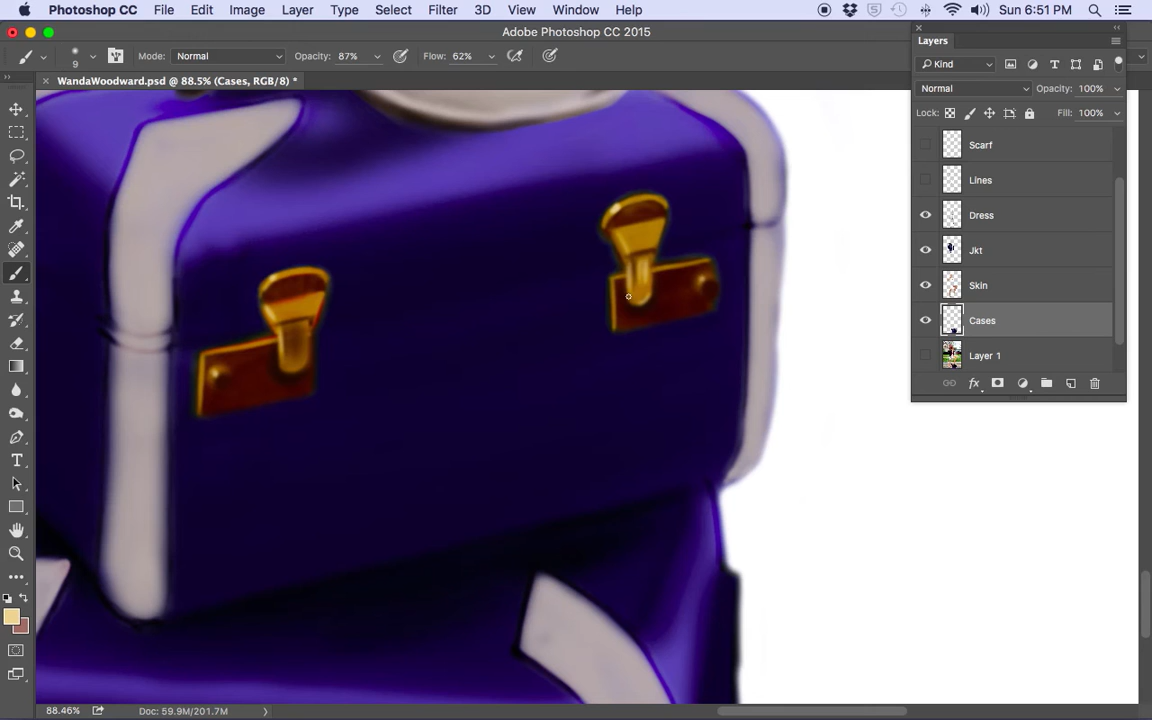 Photoshop CC File Edit Image Layer Type Select Filter 3D View Window Help Sun 6:51 PM
Adobe Photoshop CC 2015
9 Mode: Normal Opacity: 87% Flow: 62%
WandaWoodward.psd @ 88.5% (Cases, RGB/8) *
Layers
Kind
Normal Opacity: 100%
Lock: Fill: 100%
Scarf
Lines
Dress
Jkt
Skin
Cases
Layer 1
fx
88.46% Doc: 59.9M/201.7M